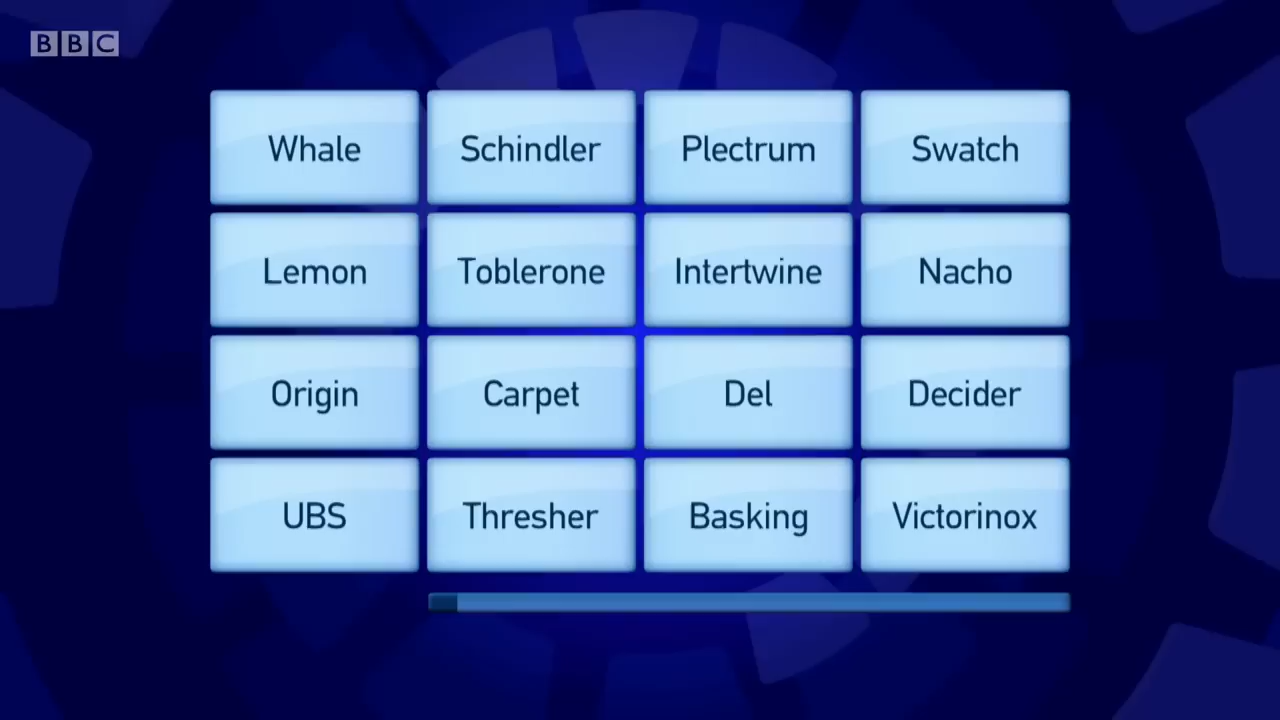 BBC
Whale Schindler Plectrum Swatch
Lemon Toblerone Intertwine Nacho
Origin Carpet Del Decider
UBS Thresher Basking Victorinox